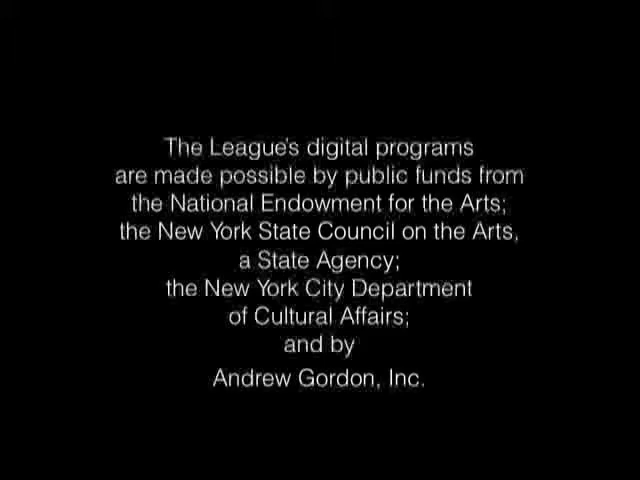 The League's digital programs
are made possible by public funds from
the National Endowment for the Arts;
the New York State Council on the Arts,
a State Agency;
the New York City Department
of Cultural Affairs;
and by
Andrew Gordon, Inc.